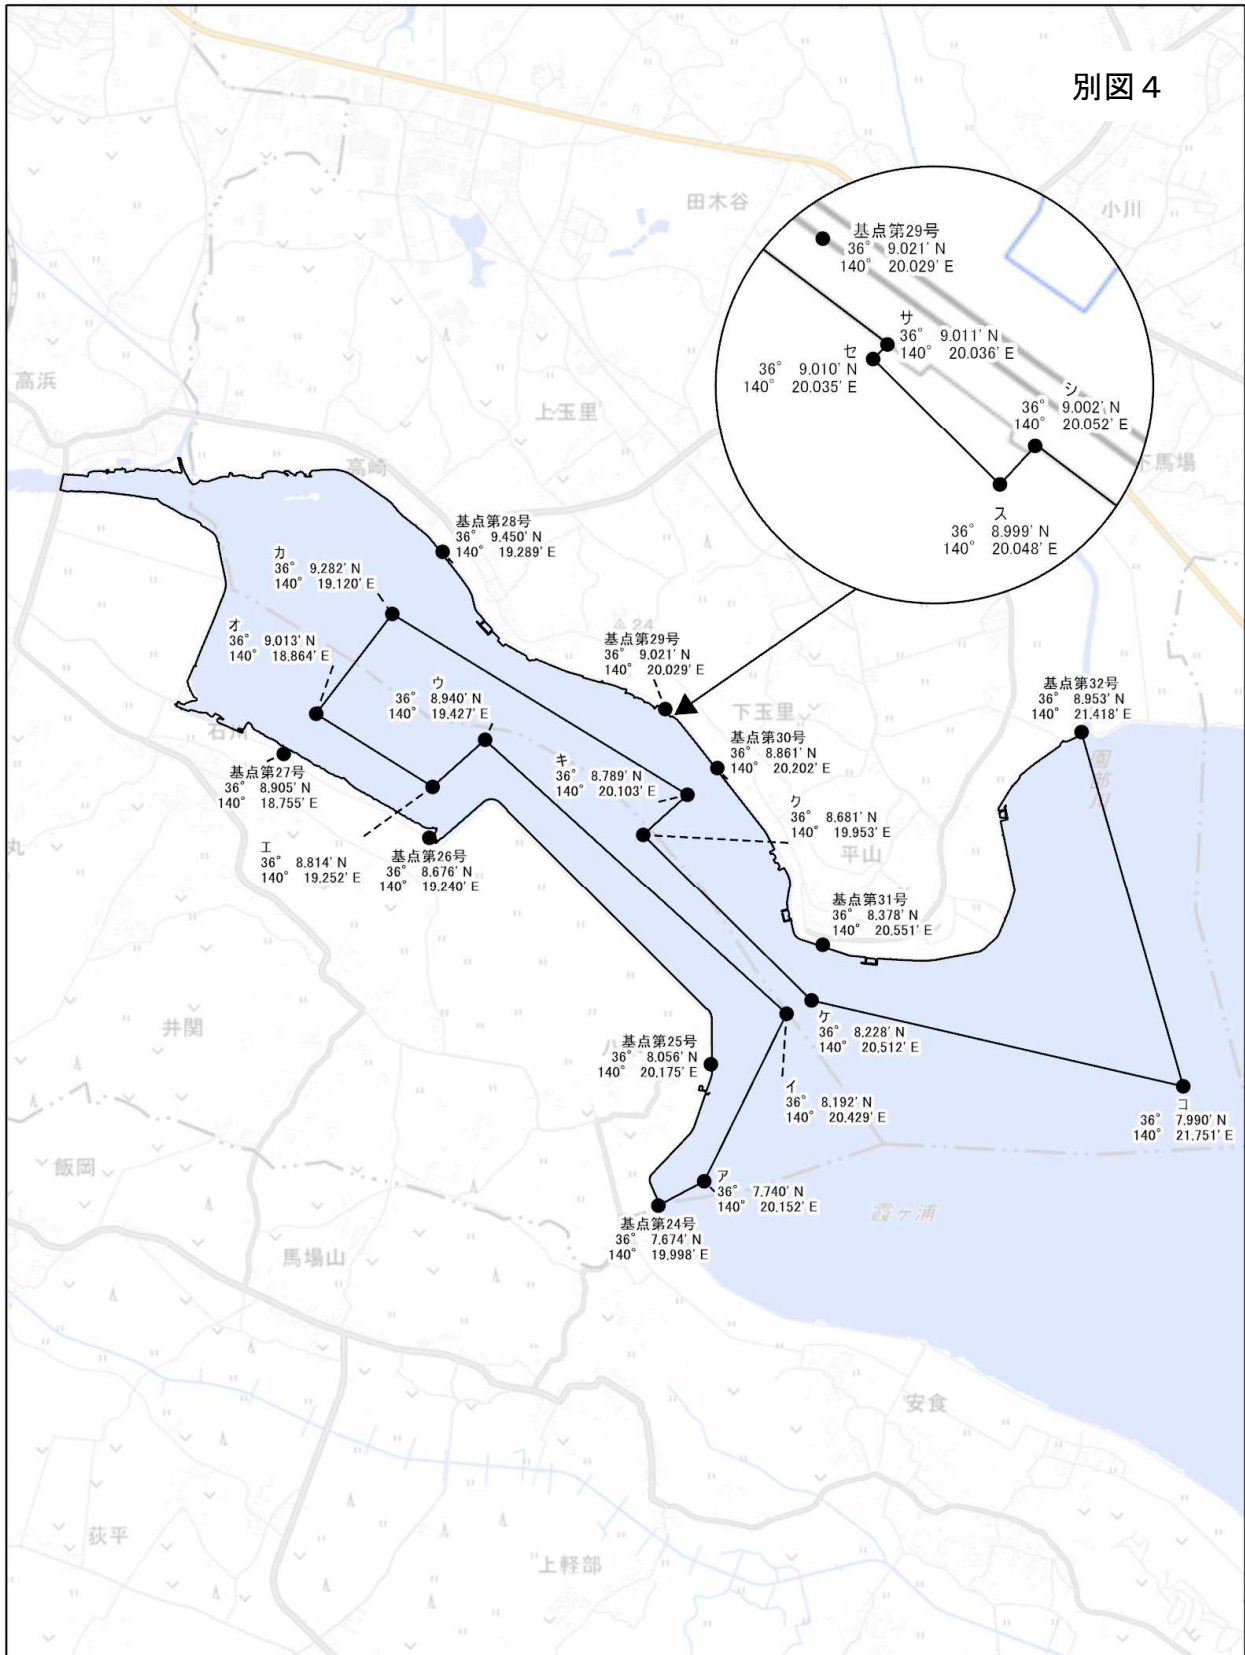 別図４
田木谷
小川
基点第29号
36° 9.021' N
140° 20.029' E
サ
36° 9.011' N
140° 20.036' E
セ
36° 9.010' N
140° 20.035' E
シ
36° 9.002' N
140° 20.052' E
ス
36° 8.999' N
140° 20.048' E
高浜
上玉里
下馬場
高崎
基点第28号
36° 9.450' N
140° 19.289' E
カ
36° 9.282' N
140° 19.120' E
オ
36° 9.013' N
140° 18.864' E
24
基点第29号
36° 9.021' N
140° 20.029' E
ウ
36° 8.940' N
140° 19.427' E
下玉里
基点第32号
36° 8.953' N
140° 21.418' E
石川
園部川
基点第30号
36° 8.861' N
140° 20.202' E
キ
36° 8.789' N
140° 20.103' E
基点第27号
36° 8.905' N
140° 18.755' E
ク
36° 8.681' N
140° 19.953' E
エ
36° 8.814' N
140° 19.252' E
基点第26号
36° 8.676' N
140° 19.240' E
丸
平山
基点第31号
36° 8.378' N
140° 20.551' E
井関
ケ
36° 8.228' N
140° 20.512' E
八
基点第25号
36° 8.056' N
140° 20.175' E
イ
36° 8.192' N
140° 20.429' E
コ
36° 7.990' N
140° 21.751' E
飯岡
ア
36° 7.740' N
140° 20.152' E
基点第24号
36° 7.674' N
140° 19.998' E
霞ヶ浦
馬場山
安食
荻平
上軽部